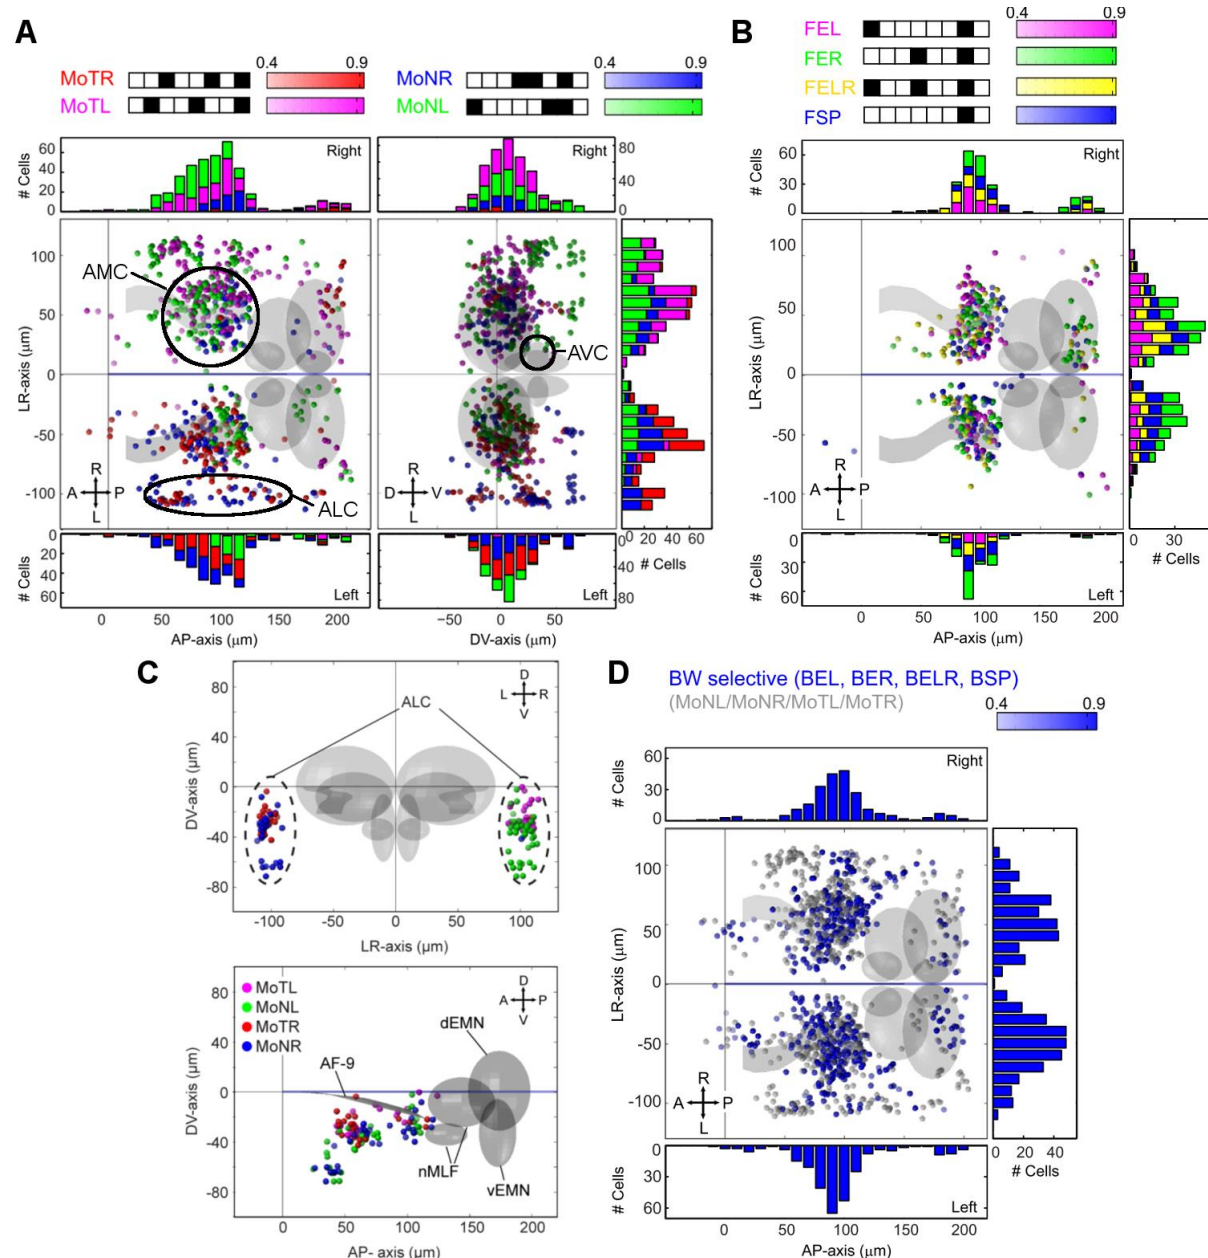 A
0.4 0.9 0.4 0.9
MoTR MoNR
MoTL MoNL
60
40
20
0
# Cells
Right
Right
80
40
0
100
50
0
-50
-100
LR-axis (μm)
AMC
ALC
AVC
R
A P
L
R
D V
L
0 20 40 60
# Cells
0
20
40
60
# Cells
Left
Left
0
40
80
0 50 100 150 200
AP-axis (μm)
−50 0 50
DV-axis (μm)
B
0.4 0.9
FEL
FER
FELR
FSP
60
30
0
# Cells
Right
100
50
0
-50
-100
LR-axis (μm)
R
A P
L
0 30
# Cells
0
30
60
# Cells
Left
0 50 100 150 200
AP-axis (μm)
C
80
40
0
-40
-80
DV-axis (μm)
ALC
D
L R
V
-100 -50 0 50 100
LR-axis (μm)
80
40
0
-40
-80
DV-axis (μm)
MoTL
MoNL
MoTR
MoNR
D
A P
V
AF-9
dEMN
nMLF
vEMN
0 50 100 150 200
AP- axis (μm)
D
BW selective (BEL, BER, BELR, BSP)
(MoNL/MoNR/MoTL/MoTR)
0.4 0.9
60
30
0
# Cells
Right
100
50
0
-50
-100
LR-axis (μm)
R
A P
L
0 20 40
# Cells
0
30
60
# Cells
Left
0 50 100 150 200
AP-axis (μm)